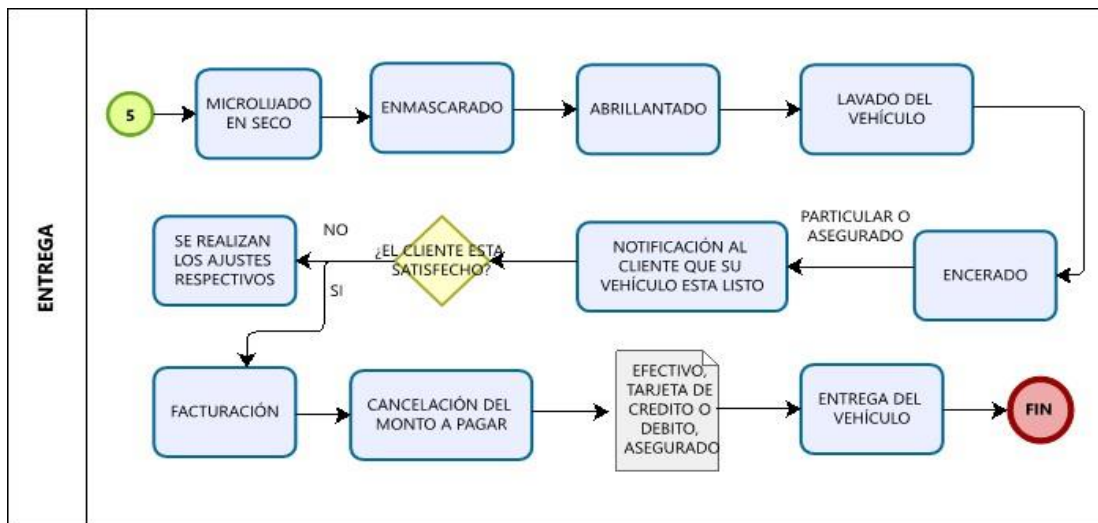 ENTREGA
5
MICROLIJADO
EN SECO
ENMASCARADO
ABRILLANTADO
LAVADO DEL
VEHÍCULO
PARTICULAR O
ASEGURADO
ENCERADO
NOTIFICACIÓN AL
CLIENTE QUE SU
VEHÍCULO ESTA LISTO
¿EL CLIENTE ESTA
SATISFECHO?
NO
SI
SE REALIZAN
LOS AJUSTES
RESPECTIVOS
FACTURACIÓN
CANCELACIÓN DEL
MONTO A PAGAR
EFECTIVO,
TARJETA DE
CREDITO O
DEBITO,
ASEGURADO
ENTREGA DEL
VEHÍCULO
FIN